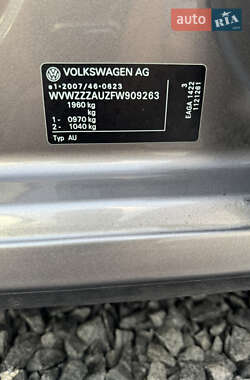 AUTO
RIA
VOLKSWAGEN AG
e1*2007/46*0623
WVWZZZAUZFW909263
1960 kg
kg
1 - 0970 kg
2 - 1040 kg
Typ AU
3
EAGA 1422
1121261